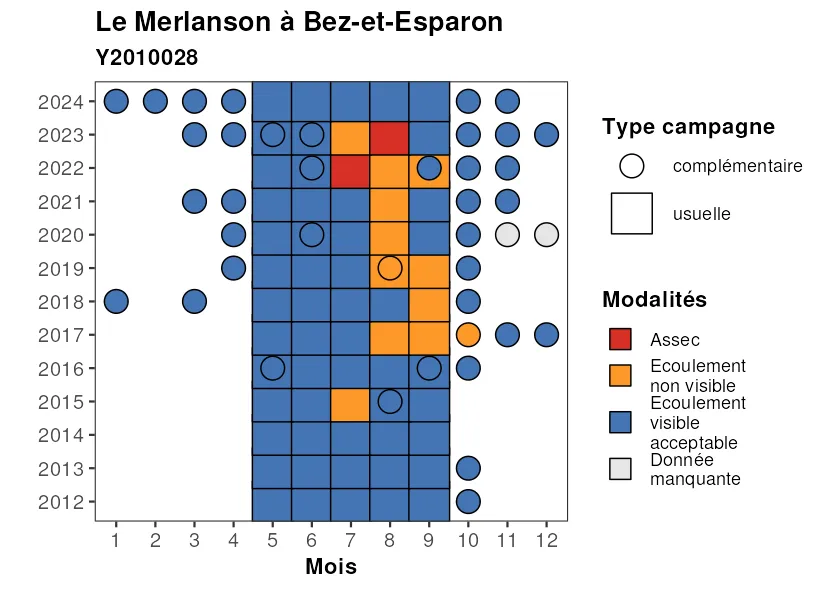 Le Merlanson à Bez-et-Esparon
Y2010028
2024
2023
2022
2021
2020
2019
2018
2017
2016
2015
2014
2013
2012
1 2 3 4 5 6 7 8 9 10 11 12
Mois
Type campagne
complémentaire
usuelle
Modalités
Assec
Ecoulement
non visible
Ecoulement
visible
acceptable
Donnée
manquante